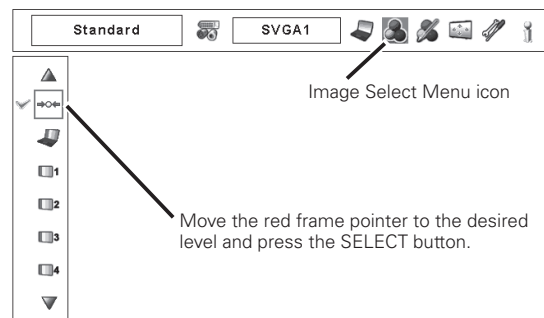 Standard
SVGA1
Image Select Menu icon
1
Move the red frame pointer to the desired
level and press the SELECT button.
2
3
4